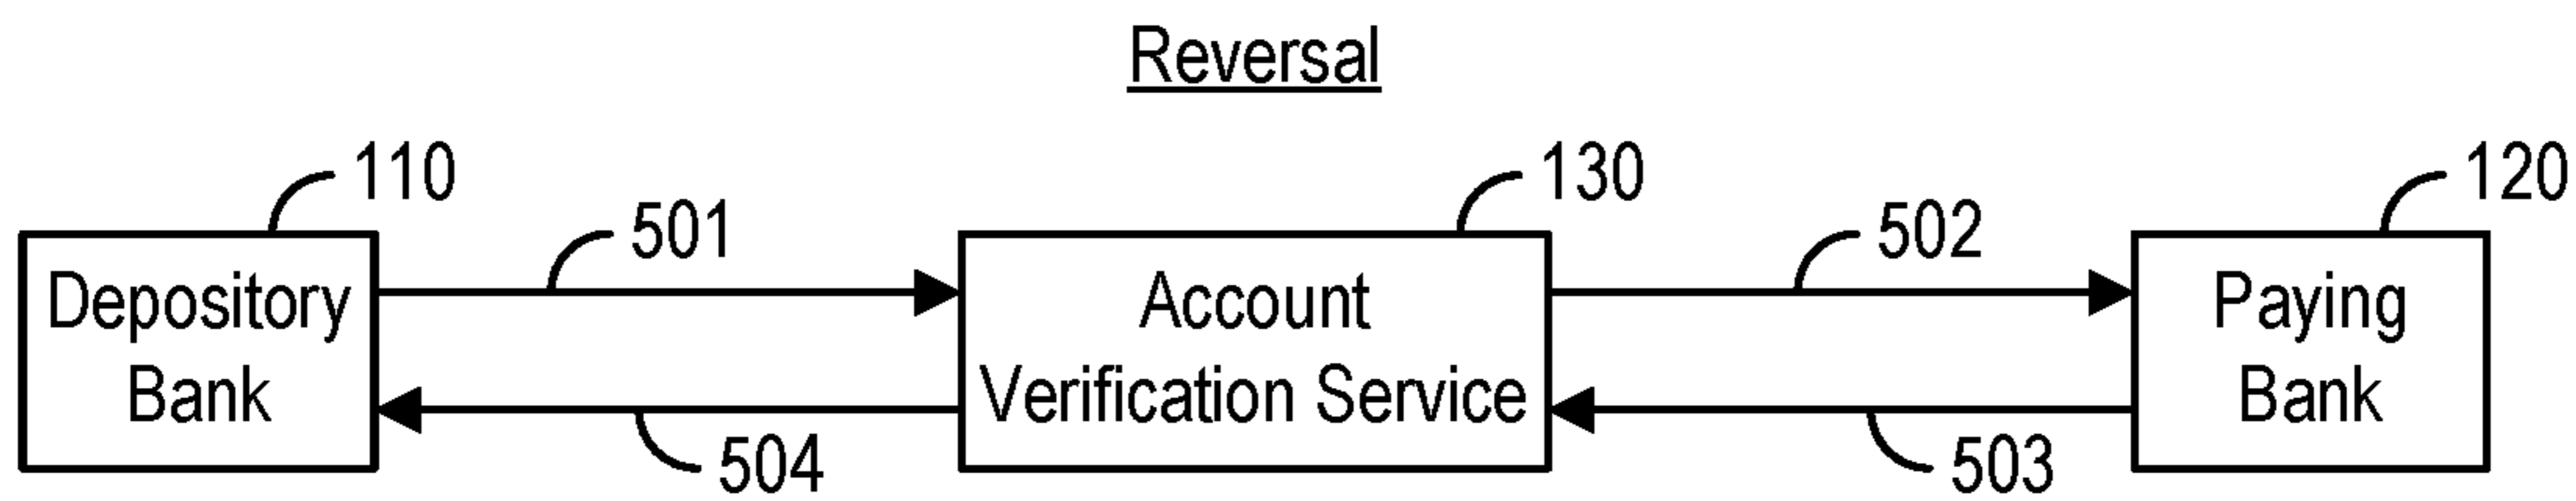 Reversal
110
130
120
501
502
Depository
Bank
Account
Verification Service
Paying
Bank
504
503